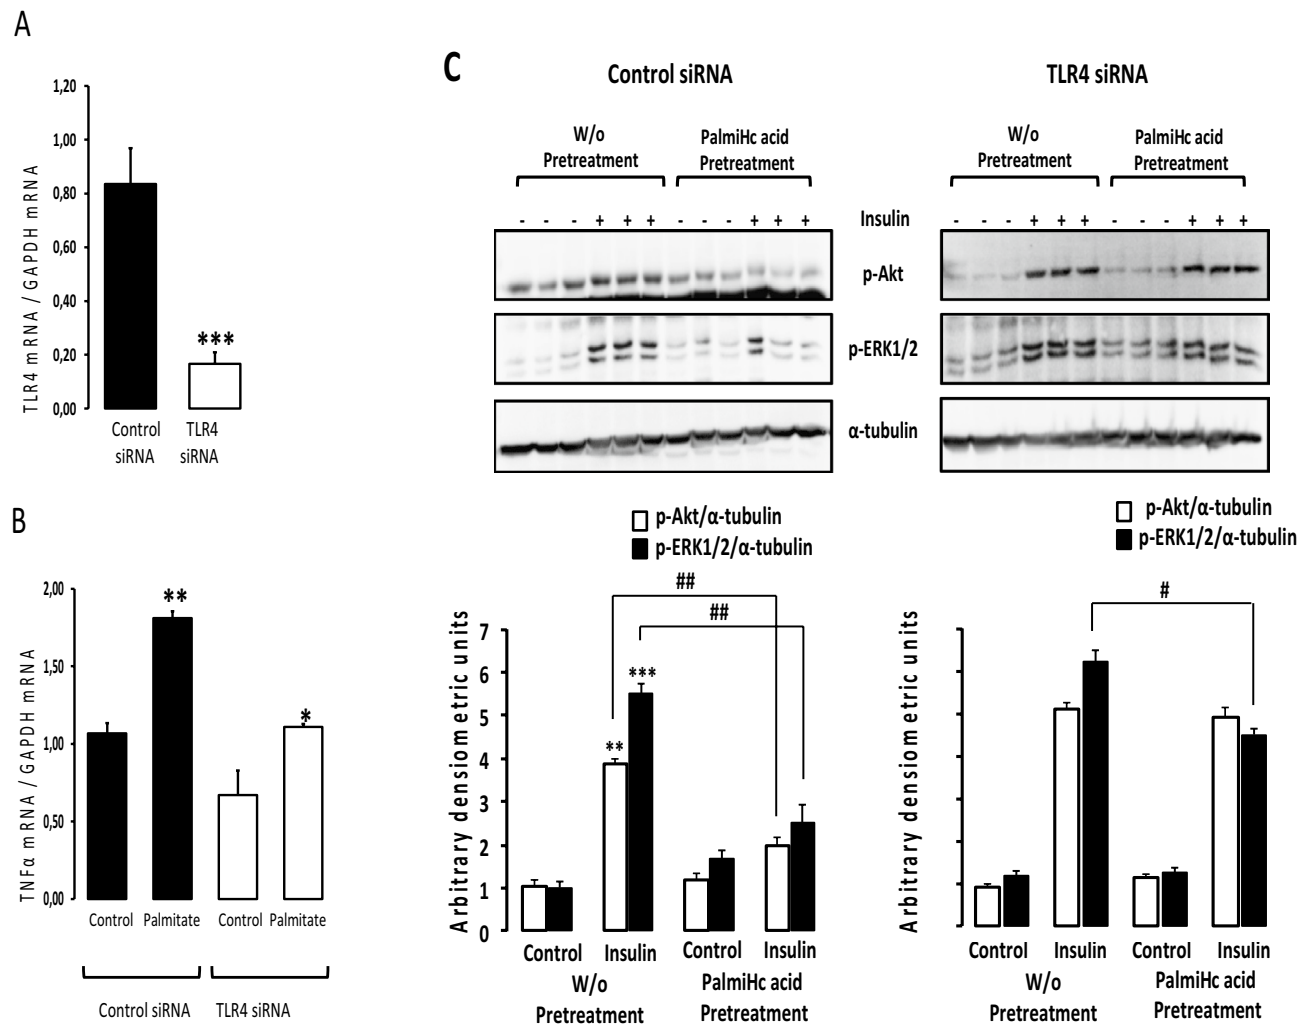 A
1,20
1,00
0,80
0,60
0,40
0,20
0,00
TLR4 mRNA / GAPDH mRNA
***
Control
siRNA
TLR4
siRNA
B
2,00
1,50
1,00
0,50
0,00
TNFα mRNA / GAPDH mRNA
**
*
Control
Palmitate
Control
Palmitate
Control siRNA
TLR4 siRNA
C
Control siRNA
TLR4 siRNA
W/o
Pretreatment
PalmiHc acid
Pretreatment
W/o
Pretreatment
PalmiHc acid
Pretreatment
- - - + + + - - - + + +
Insulin
- - - + + + - - - + + +
p-Akt
p-ERK1/2
α-tubulin
p-Akt/α-tubulin
p-ERK1/2/α-tubulin
p-Akt/α-tubulin
p-ERK1/2/α-tubulin
##
##
#
Arbitrary densiometric units
7
6
5
4
3
2
1
0
**
***
Control
Insulin
Control
Insulin
W/o
Pretreatment
PalmiHc acid
Pretreatment
Arbitrary densiometric units
Control
Insulin
Control
Insulin
W/o
Pretreatment
PalmiHc acid
Pretreatment